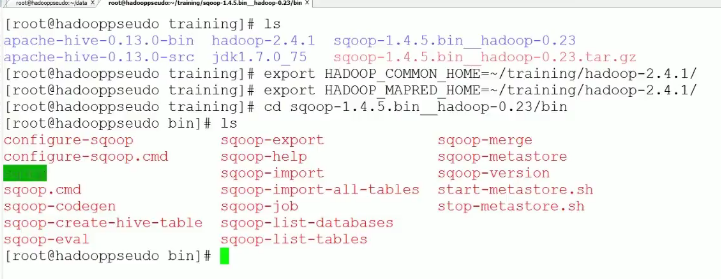 root@hadooppseudo:~/data root@hadooppseudo:~/training/sqoop-1.4.5.bin__hadoop-0.23/bin
[root@hadooppseudo training]# ls
apache-hive-0.13.0-bin hadoop-2.4.1 sqoop-1.4.5.bin__hadoop-0.23
apache-hive-0.13.0-src jdk1.7.0_75 sqoop-1.4.5.bin__hadoop-0.23.tar.gz
[root@hadooppseudo training]# export HADOOP_COMMON_HOME=~/training/hadoop-2.4.1/
[root@hadooppseudo training]# export HADOOP_MAPRED_HOME=~/training/hadoop-2.4.1/
[root@hadooppseudo training]# cd sqoop-1.4.5.bin__hadoop-0.23/bin
[root@hadooppseudo bin]# ls
configure-sqoop sqoop-export sqoop-merge
configure-sqoop.cmd sqoop-help sqoop-metastore
sqoop-import sqoop-version
sqoop.cmd sqoop-import-all-tables start-metastore.sh
sqoop-codegen sqoop-job stop-metastore.sh
sqoop-create-hive-table sqoop-list-databases
sqoop-eval sqoop-list-tables
[root@hadooppseudo bin]#